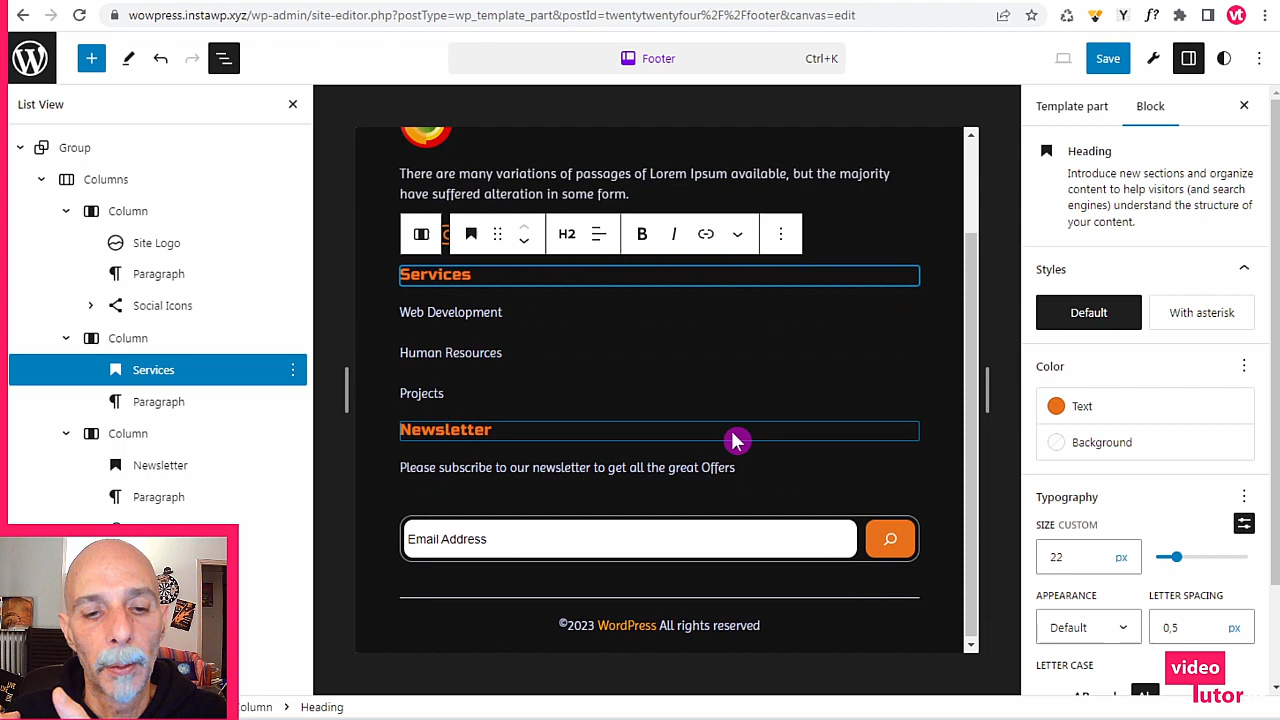 wowpress.instawp.xyz/wp-admin/site-editor.php?postType=wp_template_part&postId=twentytwentyfour%2F%2Ffooter&canvas=edit
Footer
Ctrl+K
Save
List View
Group
Columns
Column
Site Logo
Paragraph
Social Icons
Column
Services
Paragraph
Column
Newsletter
Paragraph
There are many variations of passages of Lorem Ipsum available, but the majority
have suffered alteration in some form.
H2
B
I
Services
Web Development
Human Resources
Projects
Newsletter
Please subscribe to our newsletter to get all the great Offers
Email Address
©2023 WordPress All rights reserved
Template part
Block
Heading
Introduce new sections and organize
content to help visitors (and search
engines) understand the structure of
your content.
Styles
Default
With asterisk
Color
Text
Background
Typography
SIZE CUSTOM
22 px
APPEARANCE
LETTER SPACING
Default
0,5 px
LETTER CASE
olumn > Heading
video
tutor